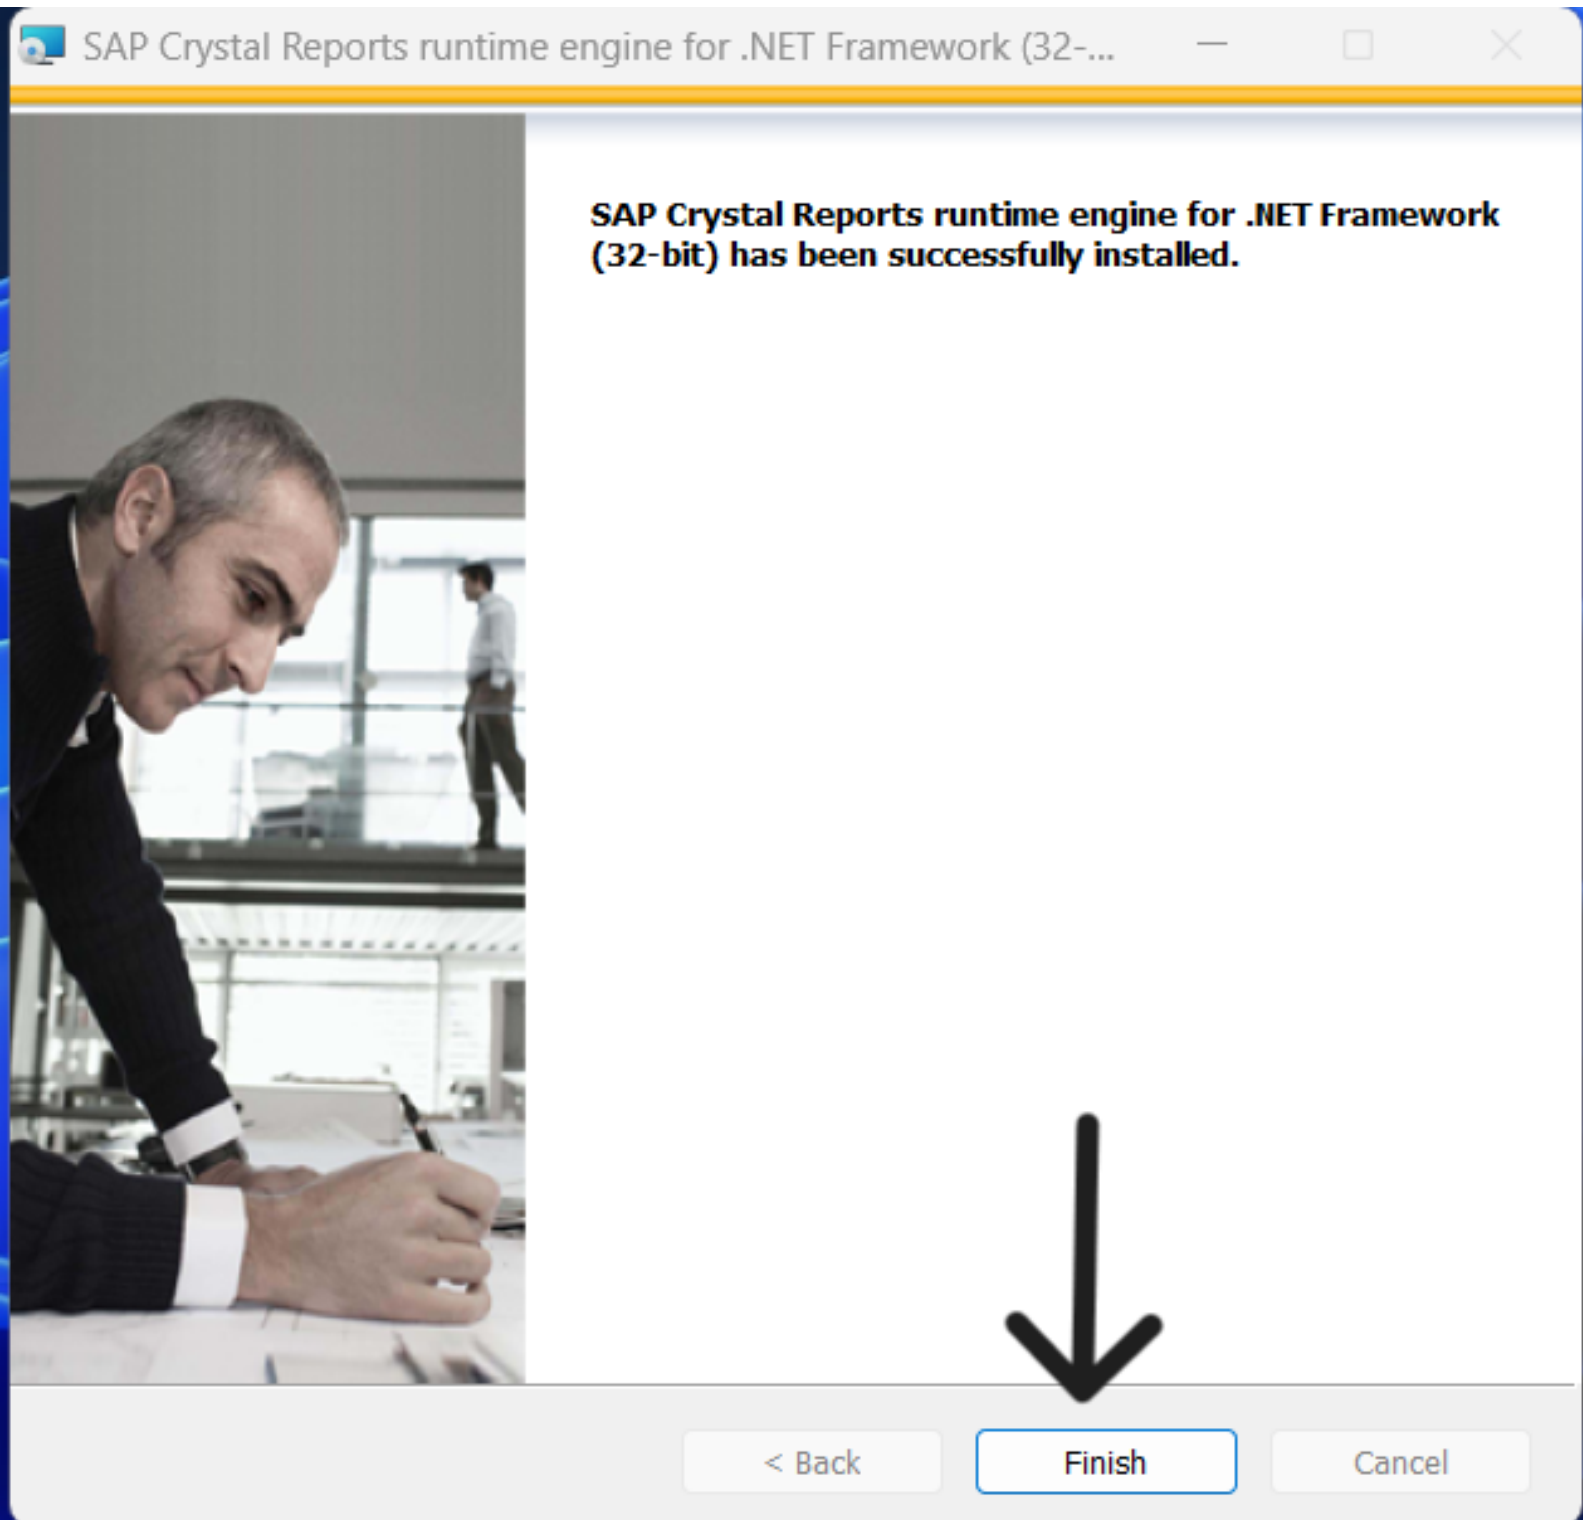 SAP Crystal Reports runtime engine for .NET Framework (32-...
SAP Crystal Reports runtime engine for .NET Framework
(32-bit) has been successfully installed.
< Back
Finish
Cancel